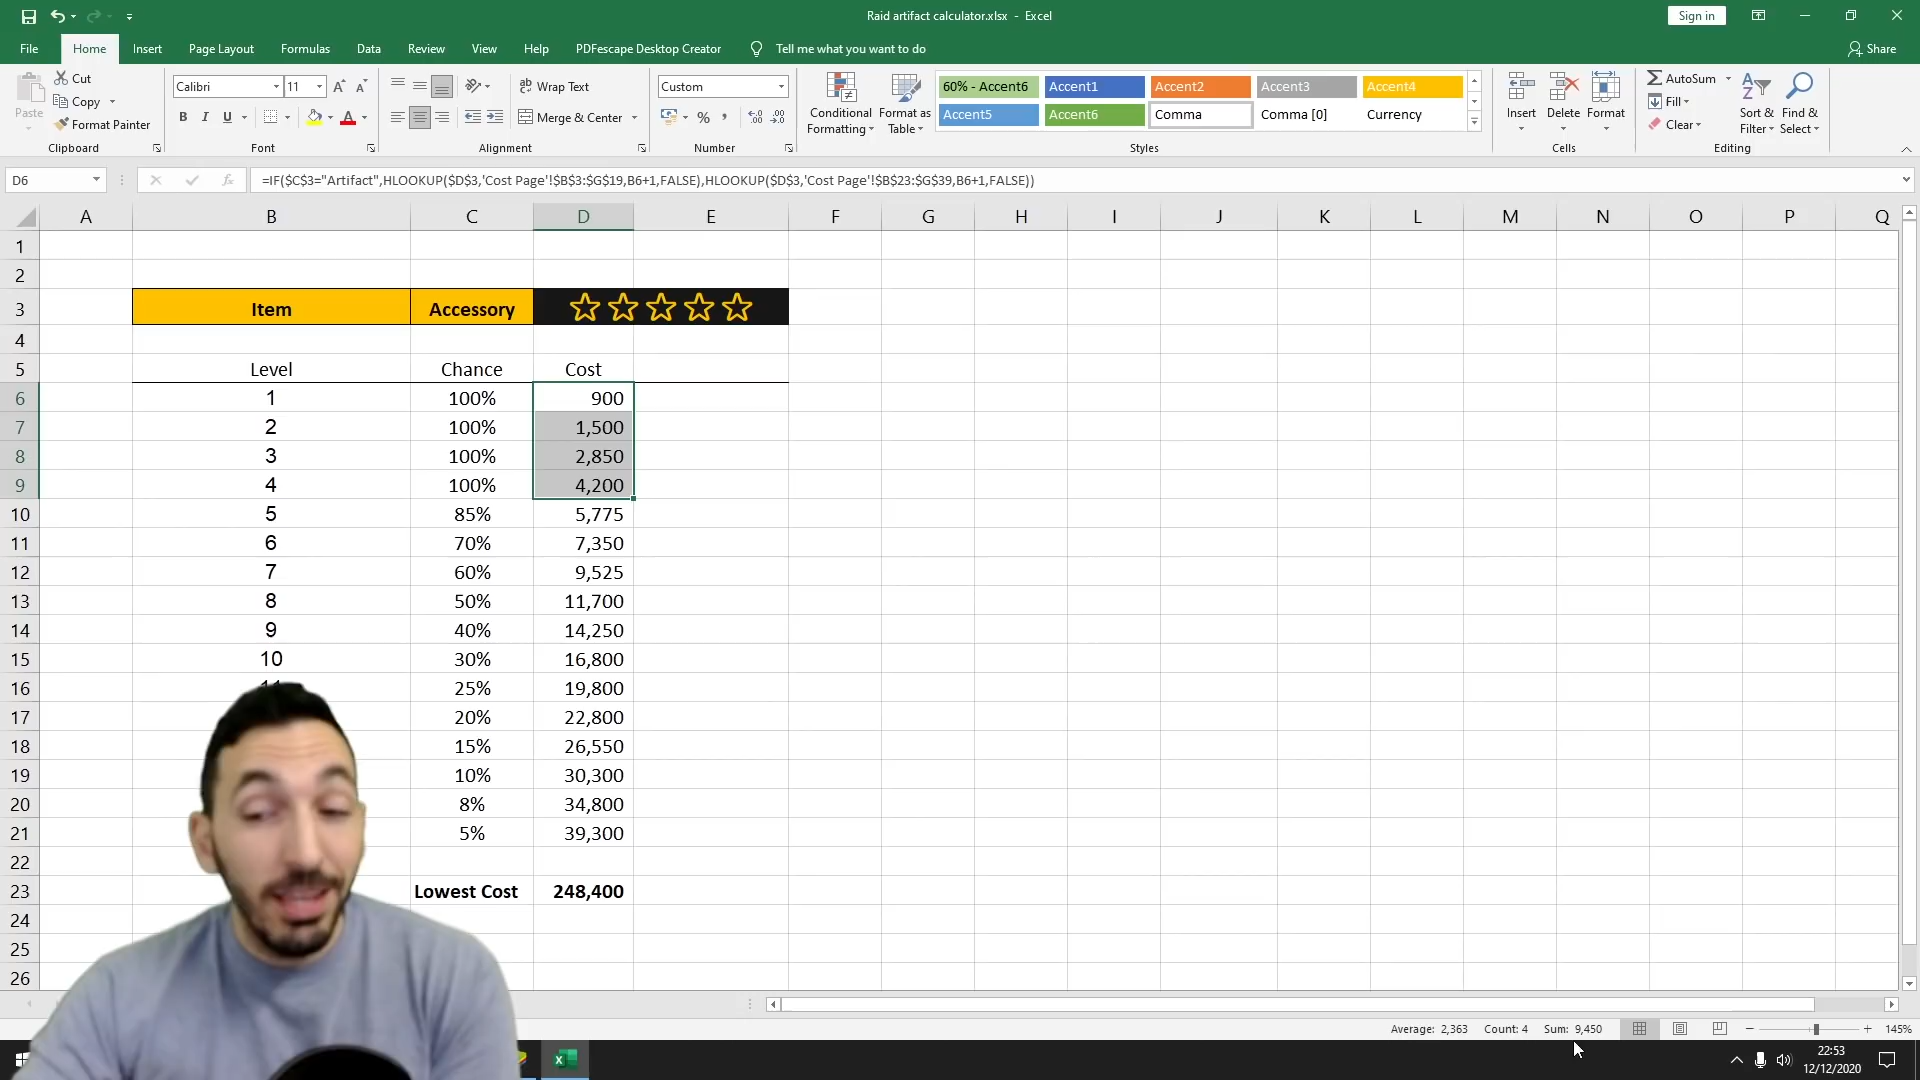 Raid artifact calculator.xlsx - Excel
Sign in
File Home Insert Page Layout Formulas Data Review View Help PDFescape Desktop Creator Tell me what you want to do Share
Paste
Cut
Copy
Format Painter
Clipboard
Calibri 11
B I U
Font
Wrap Text
Merge & Center
Alignment
Custom
%
Number
Conditional Formatting
Format as Table
60% - Accent6 Accent1 Accent2 Accent3 Accent4
Accent5 Accent6 Comma Comma [0] Currency
Styles
Insert Delete Format
Cells
AutoSum
Fill
Clear
Sort & Filter
Find & Select
Editing
D6 fx =IF($C$3="Artifact",HLOOKUP($D$3,'Cost Page'!$B$3:$G$19,B6+1,FALSE),HLOOKUP($D$3,'Cost Page'!$B$23:$G$39,B6+1,FALSE))
A B C D E F G H I J K L M N O P Q
1
2
3 Item Accessory
4
5 Level Chance Cost
6 1 100% 900
7 2 100% 1,500
8 3 100% 2,850
9 4 100% 4,200
10 5 85% 5,775
11 6 70% 7,350
12 7 60% 9,525
13 8 50% 11,700
14 9 40% 14,250
15 10 30% 16,800
16 25% 19,800
17 20% 22,800
18 15% 26,550
19 10% 30,300
20 8% 34,800
21 5% 39,300
22
23 Lowest Cost 248,400
24
25
26
Average: 2,363 Count: 4 Sum: 9,450 145%
22:53
12/12/2020